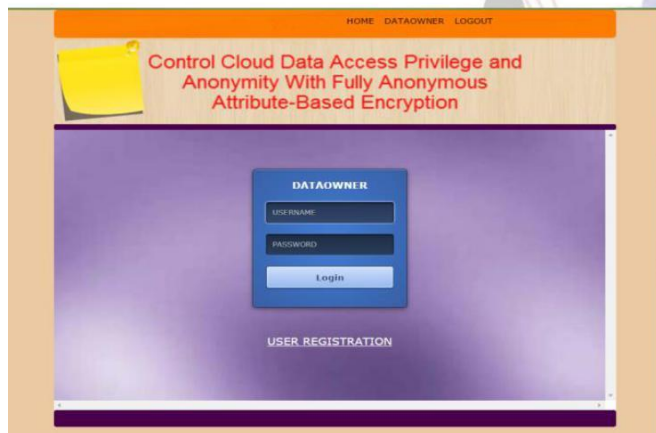 HOME DATAOWNER LOGOUT
Control Cloud Data Access Privilege and
Anonymity With Fully Anonymous
Attribute-Based Encryption
DATAOWNER
USERNAME
PASSWORD
Login
USER REGISTRATION